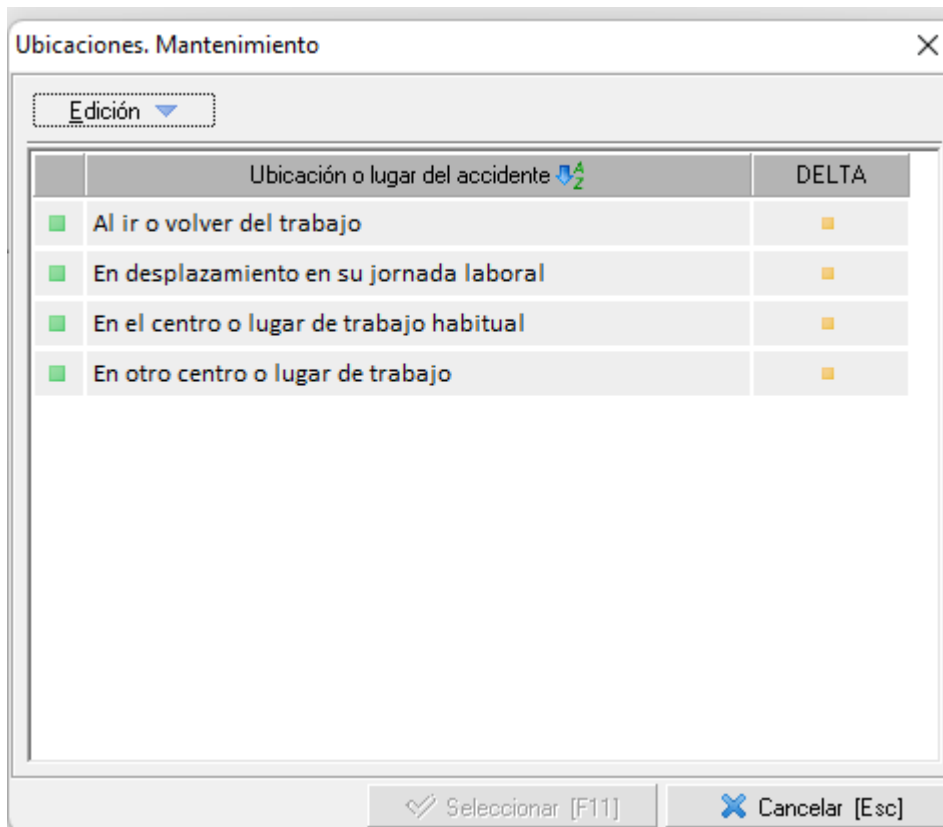 Ubicaciones. Mantenimiento
Edición
Ubicación o lugar del accidente DELTA
Al ir o volver del trabajo
En desplazamiento en su jornada laboral
En el centro o lugar de trabajo habitual
En otro centro o lugar de trabajo
Seleccionar [F11] Cancelar [Esc]